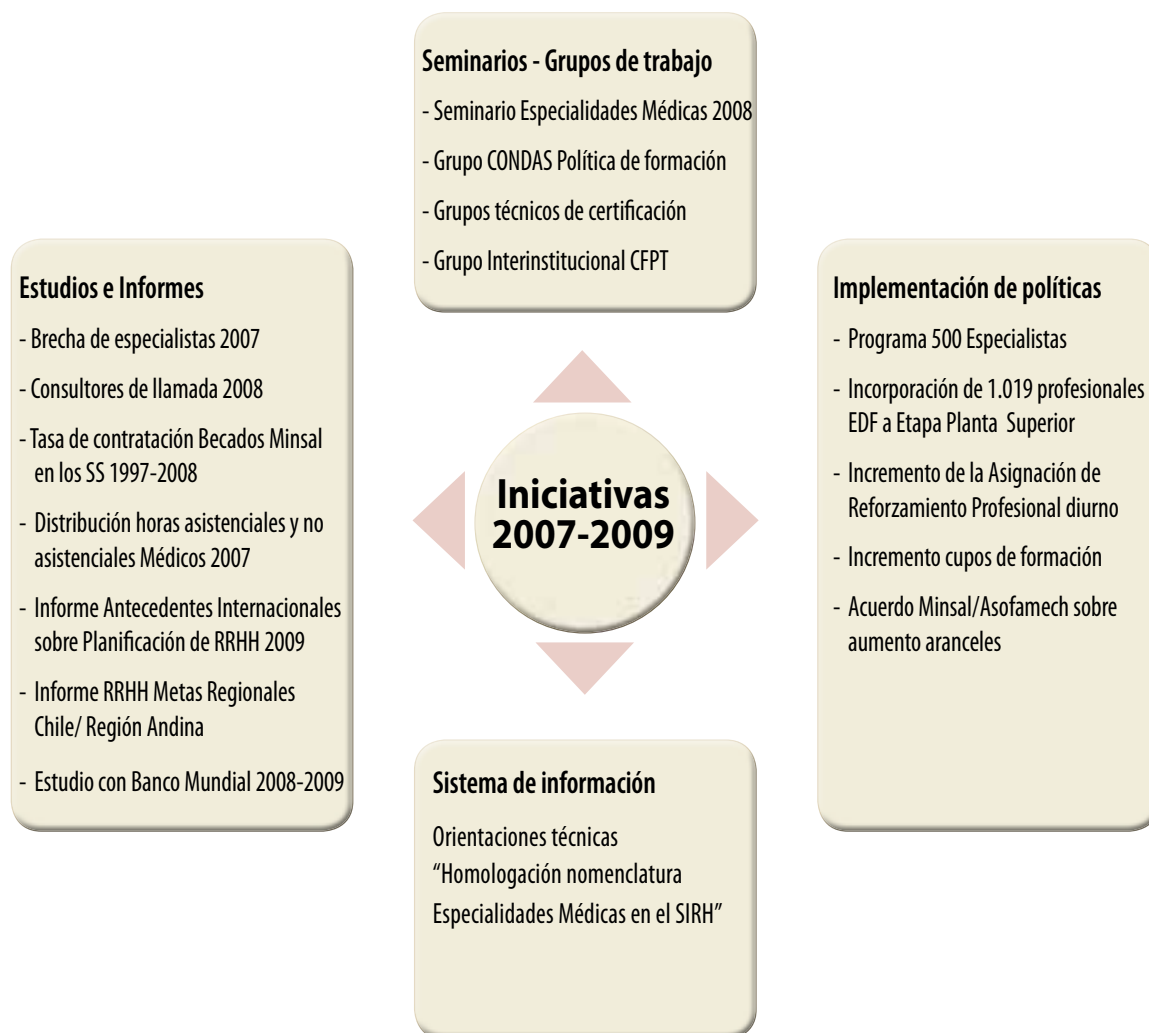 Seminarios - Grupos de trabajo
- Seminario Especialidades Médicas 2008
- Grupo CONDAS Política de formación
- Grupos técnicos de certificación
- Grupo Interinstitucional CFPT
Estudios e Informes
- Brecha de especialistas 2007
- Consultores de llamada 2008
- Tasa de contratación Becados Minsal
en los SS 1997-2008
- Distribución horas asistenciales y no
asistenciales Médicos 2007
- Informe Antecedentes Internacionales
sobre Planificación de RRHH 2009
- Informe RRHH Metas Regionales
Chile/ Región Andina
- Estudio con Banco Mundial 2008-2009
Iniciativas
2007-2009
Implementación de políticas
- Programa 500 Especialistas
- Incorporación de 1.019 profesionales
EDF a Etapa Planta Superior
- Incremento de la Asignación de
Reforzamiento Profesional diurno
- Incremento cupos de formación
- Acuerdo Minsal/Asofamech sobre
aumento aranceles
Sistema de información
Orientaciones técnicas
“Homologación nomenclatura
Especialidades Médicas en el SIRH”